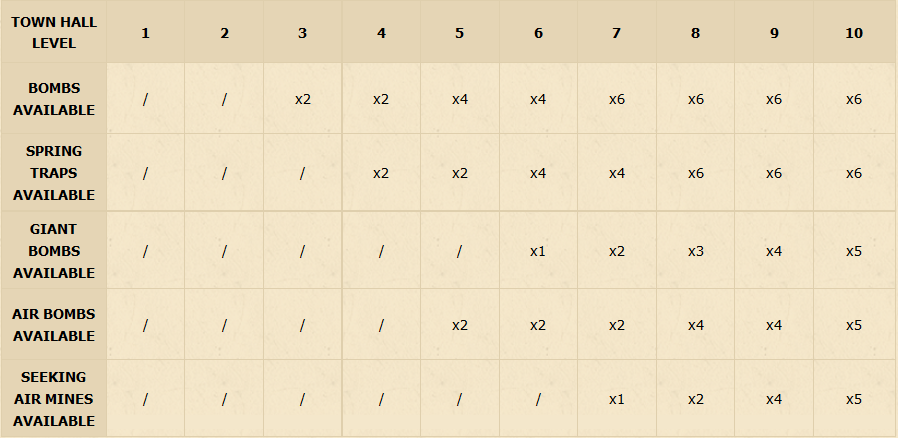 TOWN HALL LEVEL 1 2 3 4 5 6 7 8 9 10
BOMBS AVAILABLE / / x2 x2 x4 x4 x6 x6 x6 x6
SPRING TRAPS AVAILABLE / / / x2 x2 x4 x4 x6 x6 x6
GIANT BOMBS AVAILABLE / / / / / x1 x2 x3 x4 x5
AIR BOMBS AVAILABLE / / / / x2 x2 x2 x4 x4 x5
SEEKING AIR MINES AVAILABLE / / / / / / x1 x2 x4 x5